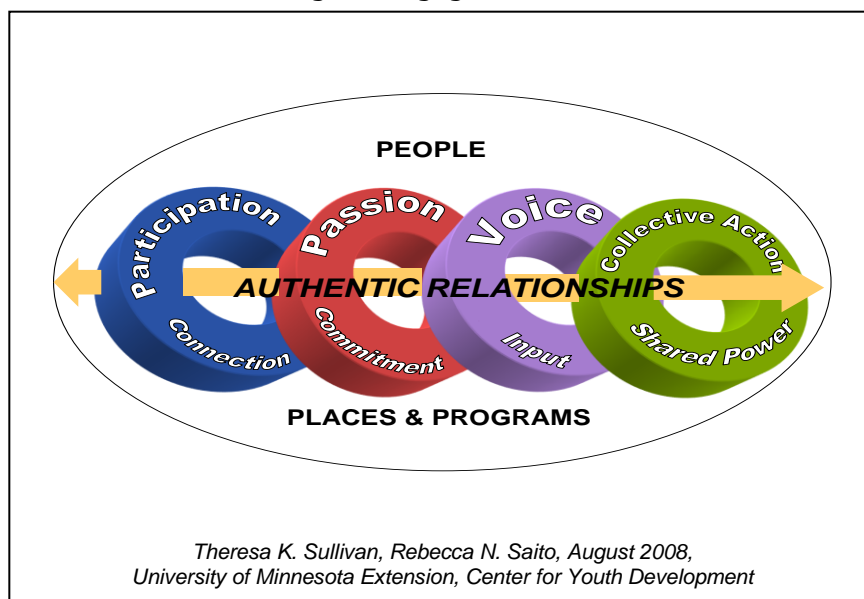 PEOPLE
Participation
Connection
Passion
Commitment
Voice
Input
Collective Action
Shared Power
AUTHENTIC RELATIONSHIPS
PLACES & PROGRAMS
Theresa K. Sullivan, Rebecca N. Saito, August 2008,
University of Minnesota Extension, Center for Youth Development